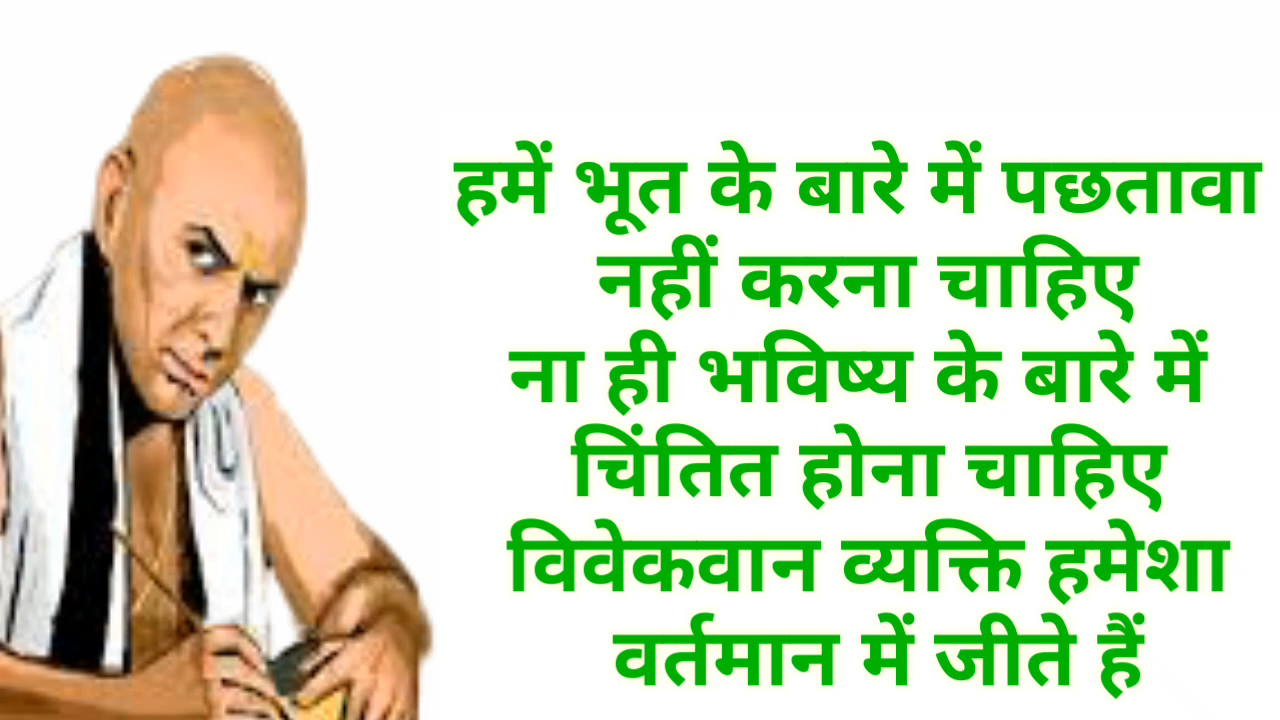 हमें भूत के बारे में पछतावा
नहीं करना चाहिए
ना ही भविष्य के बारे में
चिंतित होना चाहिए
विवेकवान व्यक्ति हमेशा
वर्तमान में जीते हैं